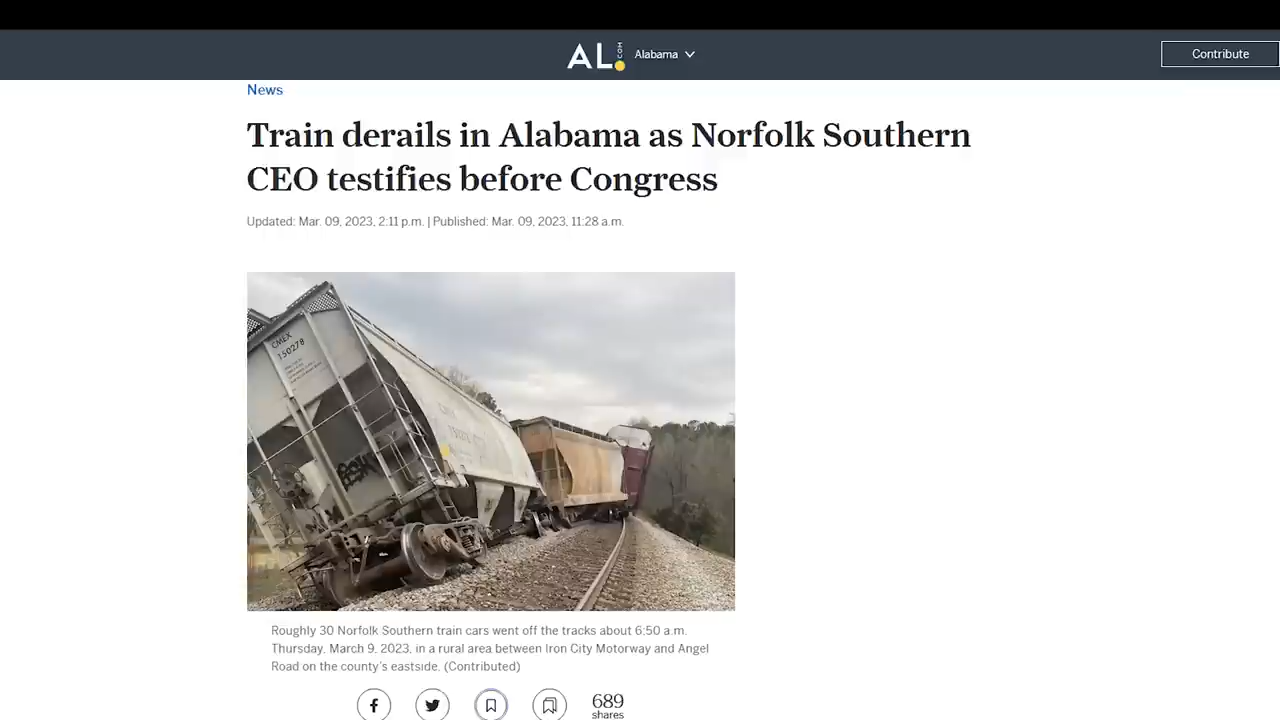 AL.COM
Alabama
Contribute
News
Train derails in Alabama as Norfolk Southern
CEO testifies before Congress
Updated: Mar. 09, 2023, 2:11 p.m. | Published: Mar. 09, 2023, 11:28 a.m.
CMEX
150278
Roughly 30 Norfolk Southern train cars went off the tracks about 6:50 a.m.
Thursday, March 9, 2023, in a rural area between Iron City Motorway and Angel
Road on the county's eastside. (Contributed)
689
shares